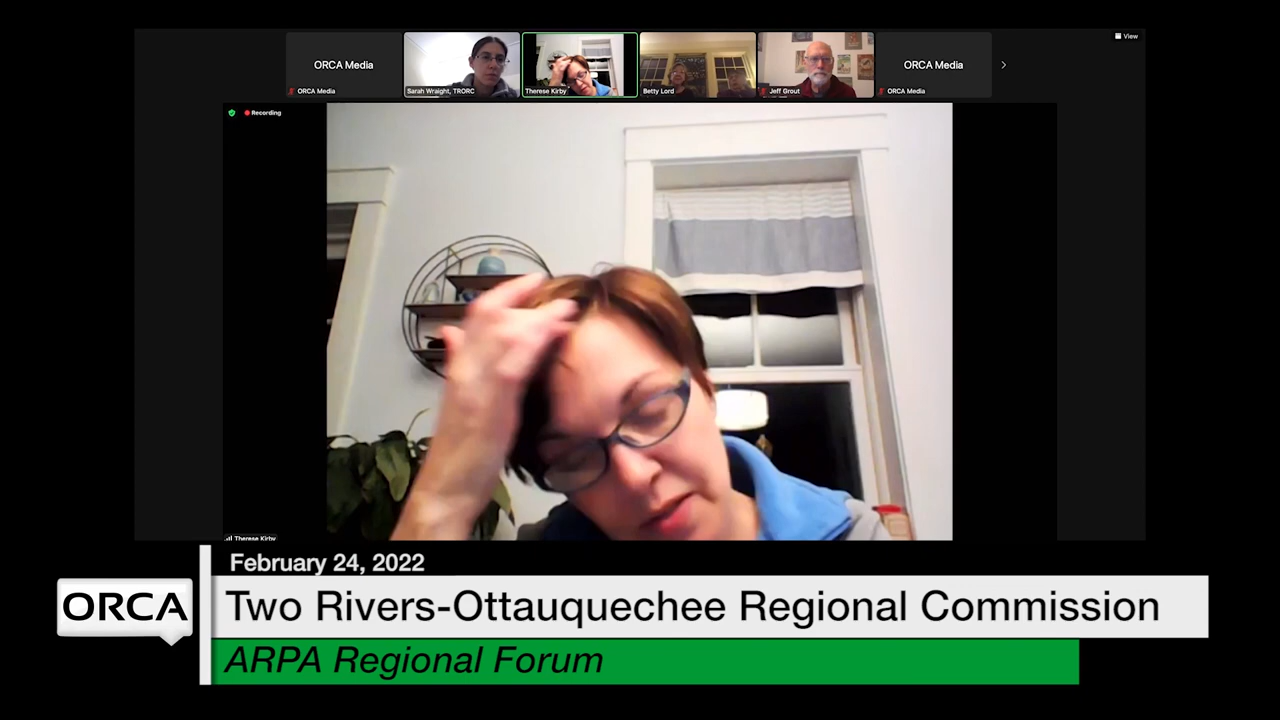 View
ORCA Media
ORCA Media
ORCA Media
Sarah Wraight, TRORC
Therese Kirby
Betty Lord
Jeff Grout
ORCA Media
Recording
Therese Kirby
February 24, 2022
ORCA
Two Rivers-Ottauquechee Regional Commission
ARPA Regional Forum